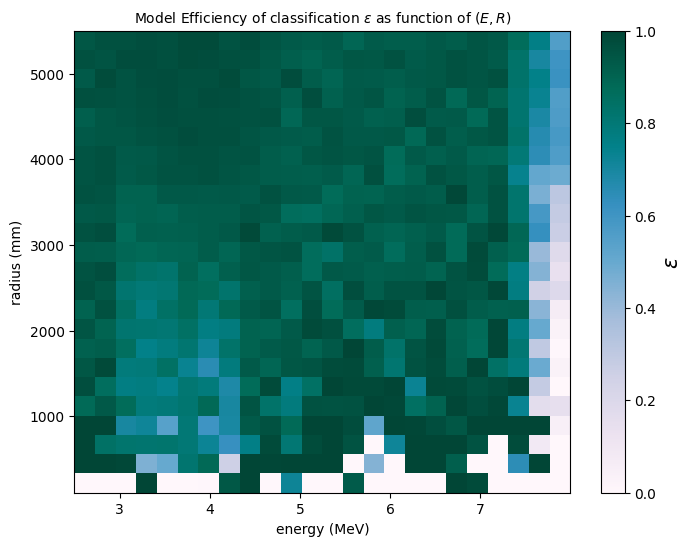 Model Efficiency of classification ε as function of (E, R)
5000
4000
3000
2000
1000
radius (mm)
3 4 5 6 7
energy (MeV)
1.0
0.8
0.6
0.4
0.2
0.0
ε